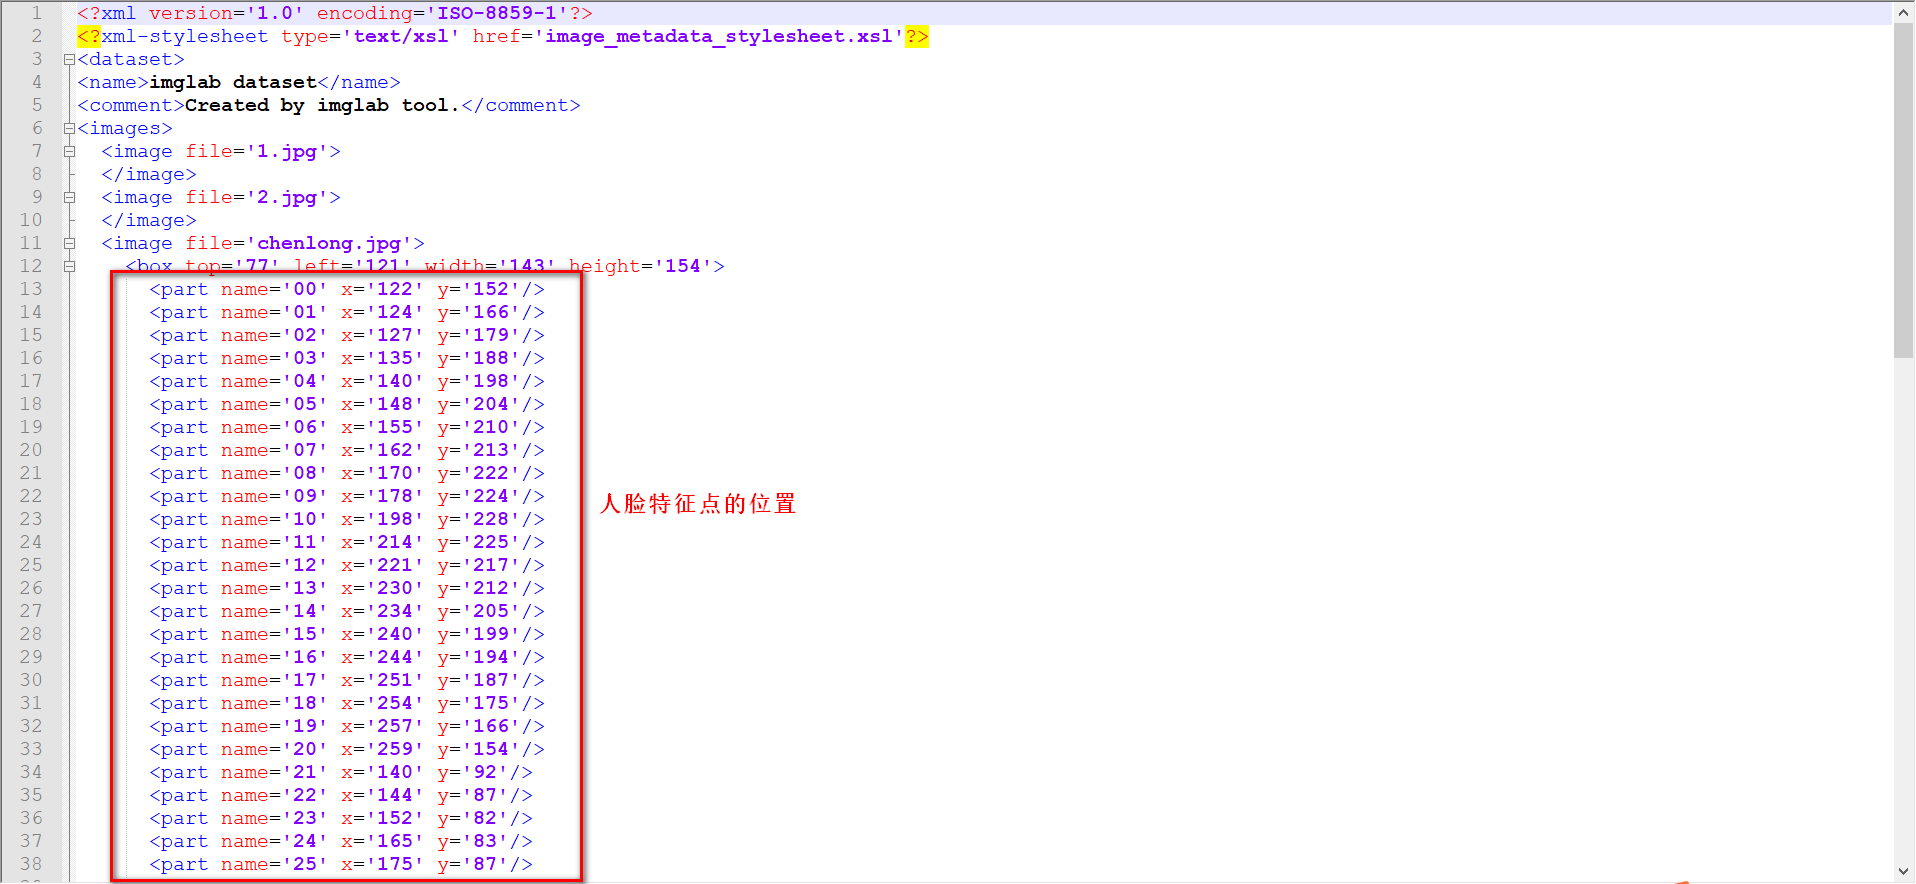 1 <?xml version='1.0' encoding='ISO-8859-1'?>
2 <?xml-stylesheet type='text/xsl' href='image_metadata_stylesheet.xsl'?>
3 <dataset>
4 <name>imglab dataset</name>
5 <comment>Created by imglab tool.</comment>
6 <images>
7 <image file='1.jpg'>
8 </image>
9 <image file='2.jpg'>
10 </image>
11 <image file='chenlong.jpg'>
12 <box top='77' left='121' width='143' height='154'>
13 <part name='00' x='122' y='152'/>
14 <part name='01' x='124' y='166'/>
15 <part name='02' x='127' y='179'/>
16 <part name='03' x='135' y='188'/>
17 <part name='04' x='140' y='198'/>
18 <part name='05' x='148' y='204'/>
19 <part name='06' x='155' y='210'/>
20 <part name='07' x='162' y='213'/>
21 <part name='08' x='170' y='222'/>
22 <part name='09' x='178' y='224'/>
人脸特征点的位置
23 <part name='10' x='198' y='228'/>
24 <part name='11' x='214' y='225'/>
25 <part name='12' x='221' y='217'/>
26 <part name='13' x='230' y='212'/>
27 <part name='14' x='234' y='205'/>
28 <part name='15' x='240' y='199'/>
29 <part name='16' x='244' y='194'/>
30 <part name='17' x='251' y='187'/>
31 <part name='18' x='254' y='175'/>
32 <part name='19' x='257' y='166'/>
33 <part name='20' x='259' y='154'/>
34 <part name='21' x='140' y='92'/>
35 <part name='22' x='144' y='87'/>
36 <part name='23' x='152' y='82'/>
37 <part name='24' x='165' y='83'/>
38 <part name='25' x='175' y='87'/>